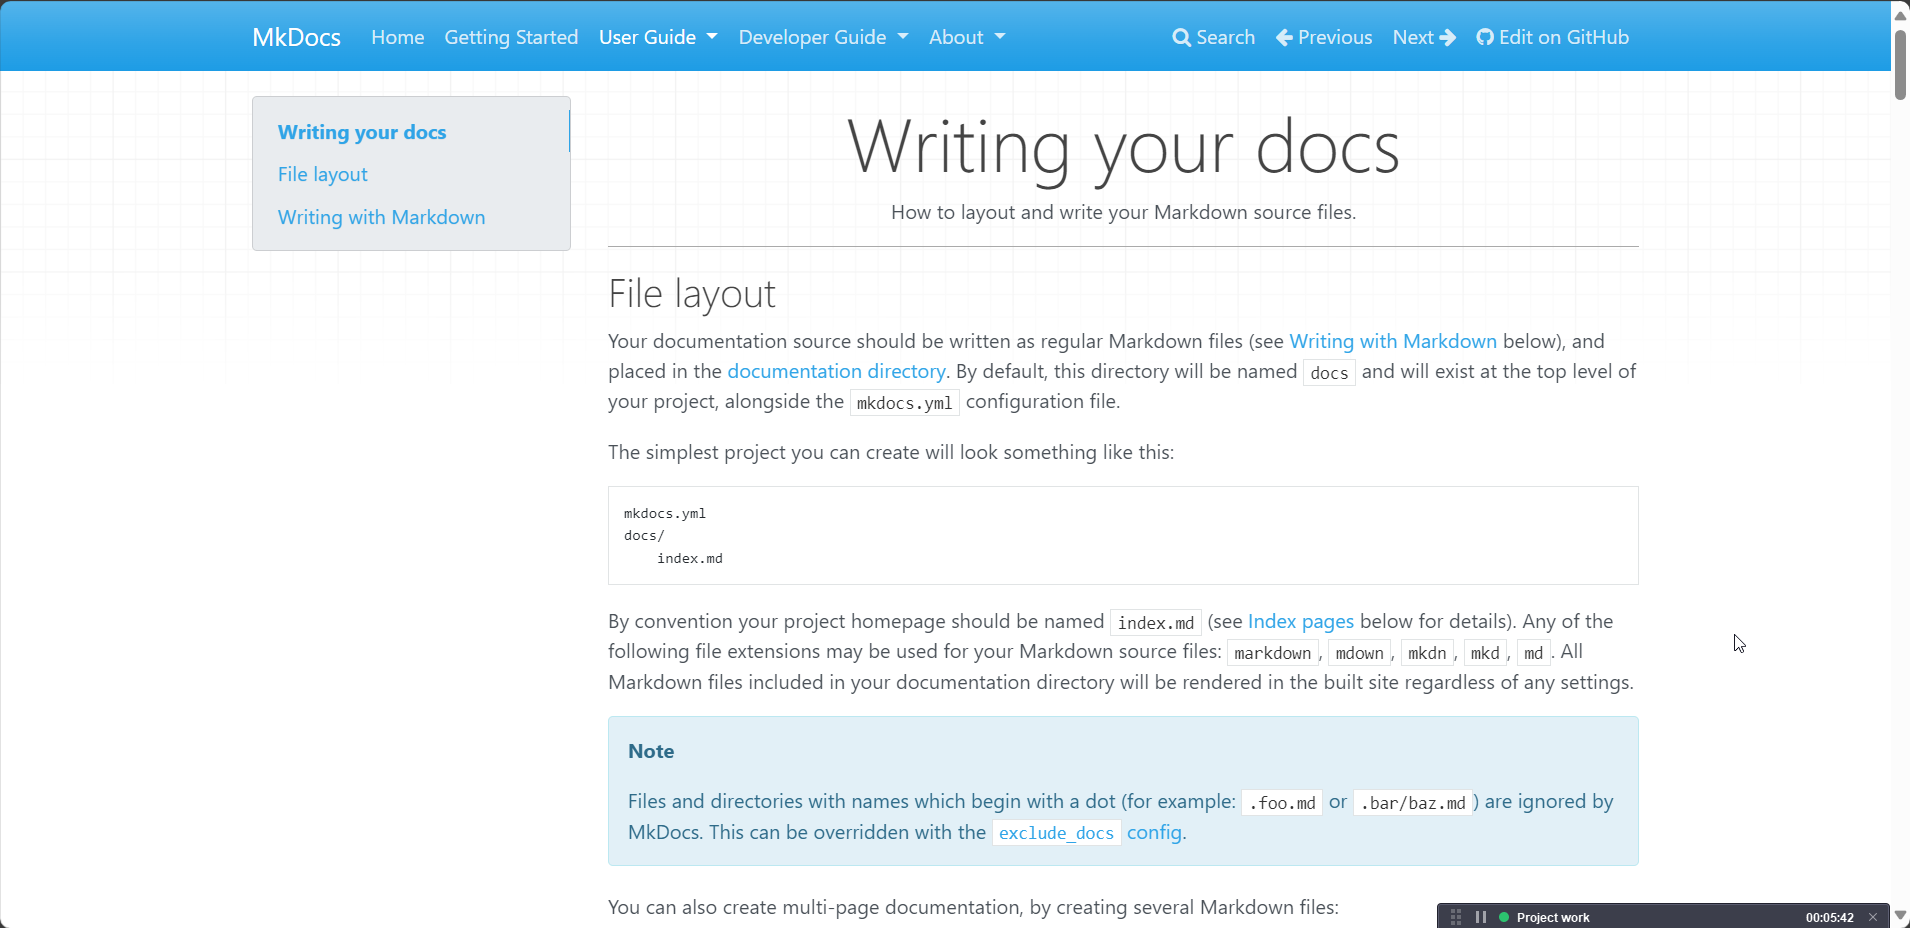 MkDocs Home Getting Started User Guide Developer Guide About Search Previous Next Edit on GitHub
Writing your docs
File layout
Writing with Markdown
Writing your docs
How to layout and write your Markdown source files.
File layout
Your documentation source should be written as regular Markdown files (see Writing with Markdown below), and
placed in the documentation directory. By default, this directory will be named docs and will exist at the top level of
your project, alongside the mkdocs.yml configuration file.
The simplest project you can create will look something like this:
mkdocs.yml
docs/
    index.md
By convention your project homepage should be named index.md (see Index pages below for details). Any of the
following file extensions may be used for your Markdown source files: markdown, mdown, mkdn, mkd, md. All
Markdown files included in your documentation directory will be rendered in the built site regardless of any settings.
Note
Files and directories with names which begin with a dot (for example: .foo.md or .bar/baz.md) are ignored by
MkDocs. This can be overridden with the exclude_docs config.
You can also create multi-page documentation, by creating several Markdown files:
Project work 00:05:42